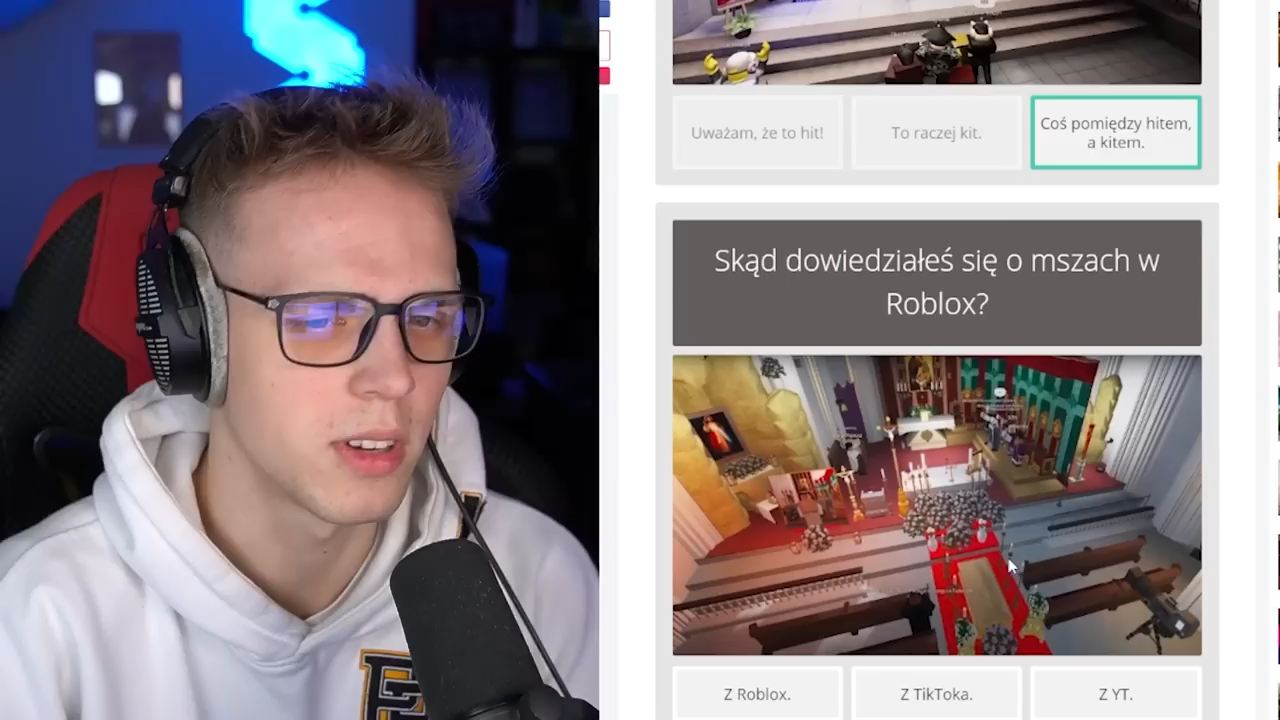 Uważam, że to hit!
To raczej kit.
Coś pomiędzy hitem,
a kitem.
Skąd dowiedziałeś się o mszach w
Roblox?
Z Roblox.
Z TikToka.
Z YT.